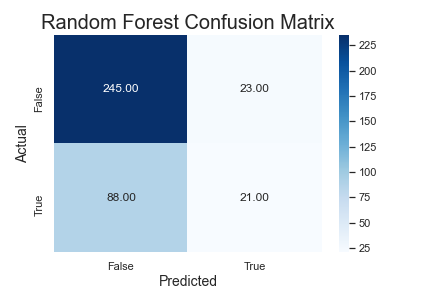 Random Forest Confusion Matrix
Actual
False
True
245.00
23.00
88.00
21.00
False
True
Predicted
225
200
175
150
125
100
75
50
25